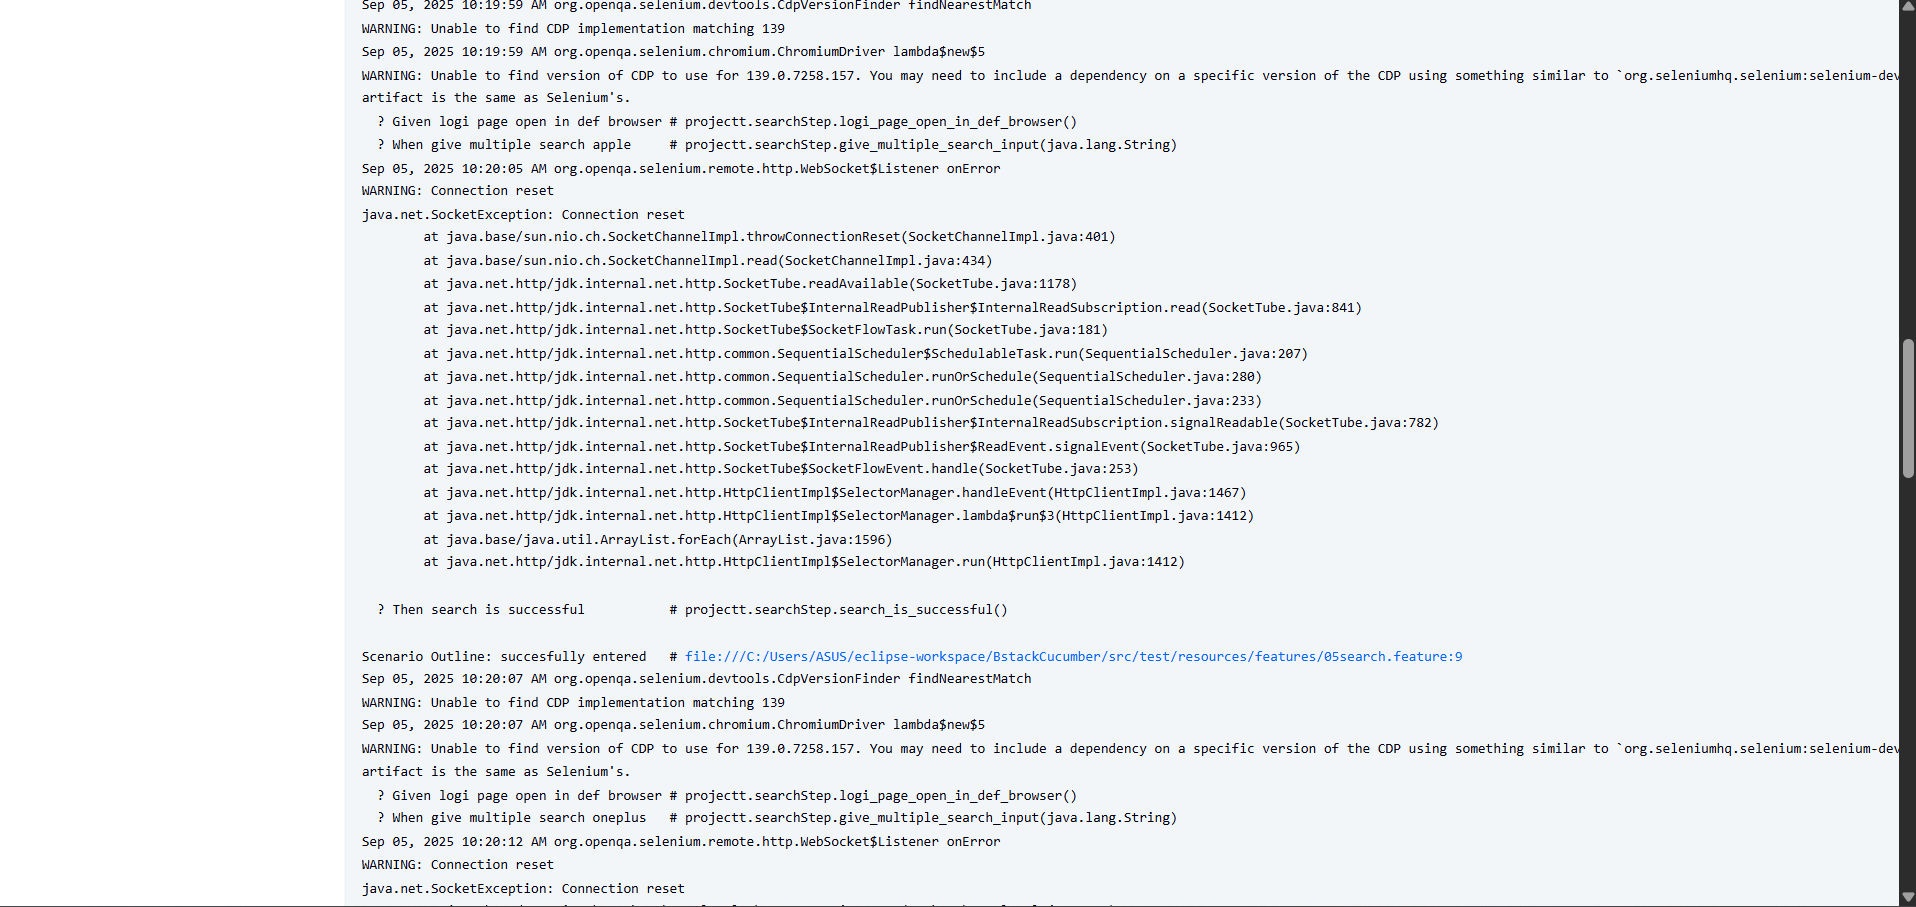 Sep 05, 2025 10:19:59 AM org.openqa.selenium.devtools.CdpVersionFinder findNearestMatch
WARNING: Unable to find CDP implementation matching 139
Sep 05, 2025 10:19:59 AM org.openqa.selenium.chromium.ChromiumDriver lambda$new$5
WARNING: Unable to find version of CDP to use for 139.0.7258.157. You may need to include a dependency on a specific version of the CDP using something similar to `org.seleniumhq.selenium:selenium-dev
artifact is the same as Selenium's.
  ? Given logi page open in def browser # projectt.searchStep.logi_page_open_in_def_browser()
  ? When give multiple search apple     # projectt.searchStep.give_multiple_search_input(java.lang.String)
Sep 05, 2025 10:20:05 AM org.openqa.selenium.remote.http.WebSocket$Listener onError
WARNING: Connection reset
java.net.SocketException: Connection reset
	at java.base/sun.nio.ch.SocketChannelImpl.throwConnectionReset(SocketChannelImpl.java:401)
	at java.base/sun.nio.ch.SocketChannelImpl.read(SocketChannelImpl.java:434)
	at java.net.http/jdk.internal.net.http.SocketTube.readAvailable(SocketTube.java:1178)
	at java.net.http/jdk.internal.net.http.SocketTube$InternalReadPublisher$InternalReadSubscription.read(SocketTube.java:841)
	at java.net.http/jdk.internal.net.http.SocketTube$SocketFlowTask.run(SocketTube.java:181)
	at java.net.http/jdk.internal.net.http.common.SequentialScheduler$SchedulableTask.run(SequentialScheduler.java:207)
	at java.net.http/jdk.internal.net.http.common.SequentialScheduler.runOrSchedule(SequentialScheduler.java:280)
	at java.net.http/jdk.internal.net.http.common.SequentialScheduler.runOrSchedule(SequentialScheduler.java:233)
	at java.net.http/jdk.internal.net.http.SocketTube$InternalReadPublisher$InternalReadSubscription.signalReadable(SocketTube.java:782)
	at java.net.http/jdk.internal.net.http.SocketTube$InternalReadPublisher$ReadEvent.signalEvent(SocketTube.java:965)
	at java.net.http/jdk.internal.net.http.SocketTube$SocketFlowEvent.handle(SocketTube.java:253)
	at java.net.http/jdk.internal.net.http.HttpClientImpl$SelectorManager.handleEvent(HttpClientImpl.java:1467)
	at java.net.http/jdk.internal.net.http.HttpClientImpl$SelectorManager.lambda$run$3(HttpClientImpl.java:1412)
	at java.base/java.util.ArrayList.forEach(ArrayList.java:1596)
	at java.net.http/jdk.internal.net.http.HttpClientImpl$SelectorManager.run(HttpClientImpl.java:1412)
  ? Then search is successful           # projectt.searchStep.search_is_successful()
Scenario Outline: succesfully entered   # file:///C:/Users/ASUS/eclipse-workspace/BstackCucumber/src/test/resources/features/05search.feature:9
Sep 05, 2025 10:20:07 AM org.openqa.selenium.devtools.CdpVersionFinder findNearestMatch
WARNING: Unable to find CDP implementation matching 139
Sep 05, 2025 10:20:07 AM org.openqa.selenium.chromium.ChromiumDriver lambda$new$5
WARNING: Unable to find version of CDP to use for 139.0.7258.157. You may need to include a dependency on a specific version of the CDP using something similar to `org.seleniumhq.selenium:selenium-dev
artifact is the same as Selenium's.
  ? Given logi page open in def browser # projectt.searchStep.logi_page_open_in_def_browser()
  ? When give multiple search oneplus   # projectt.searchStep.give_multiple_search_input(java.lang.String)
Sep 05, 2025 10:20:12 AM org.openqa.selenium.remote.http.WebSocket$Listener onError
WARNING: Connection reset
java.net.SocketException: Connection reset